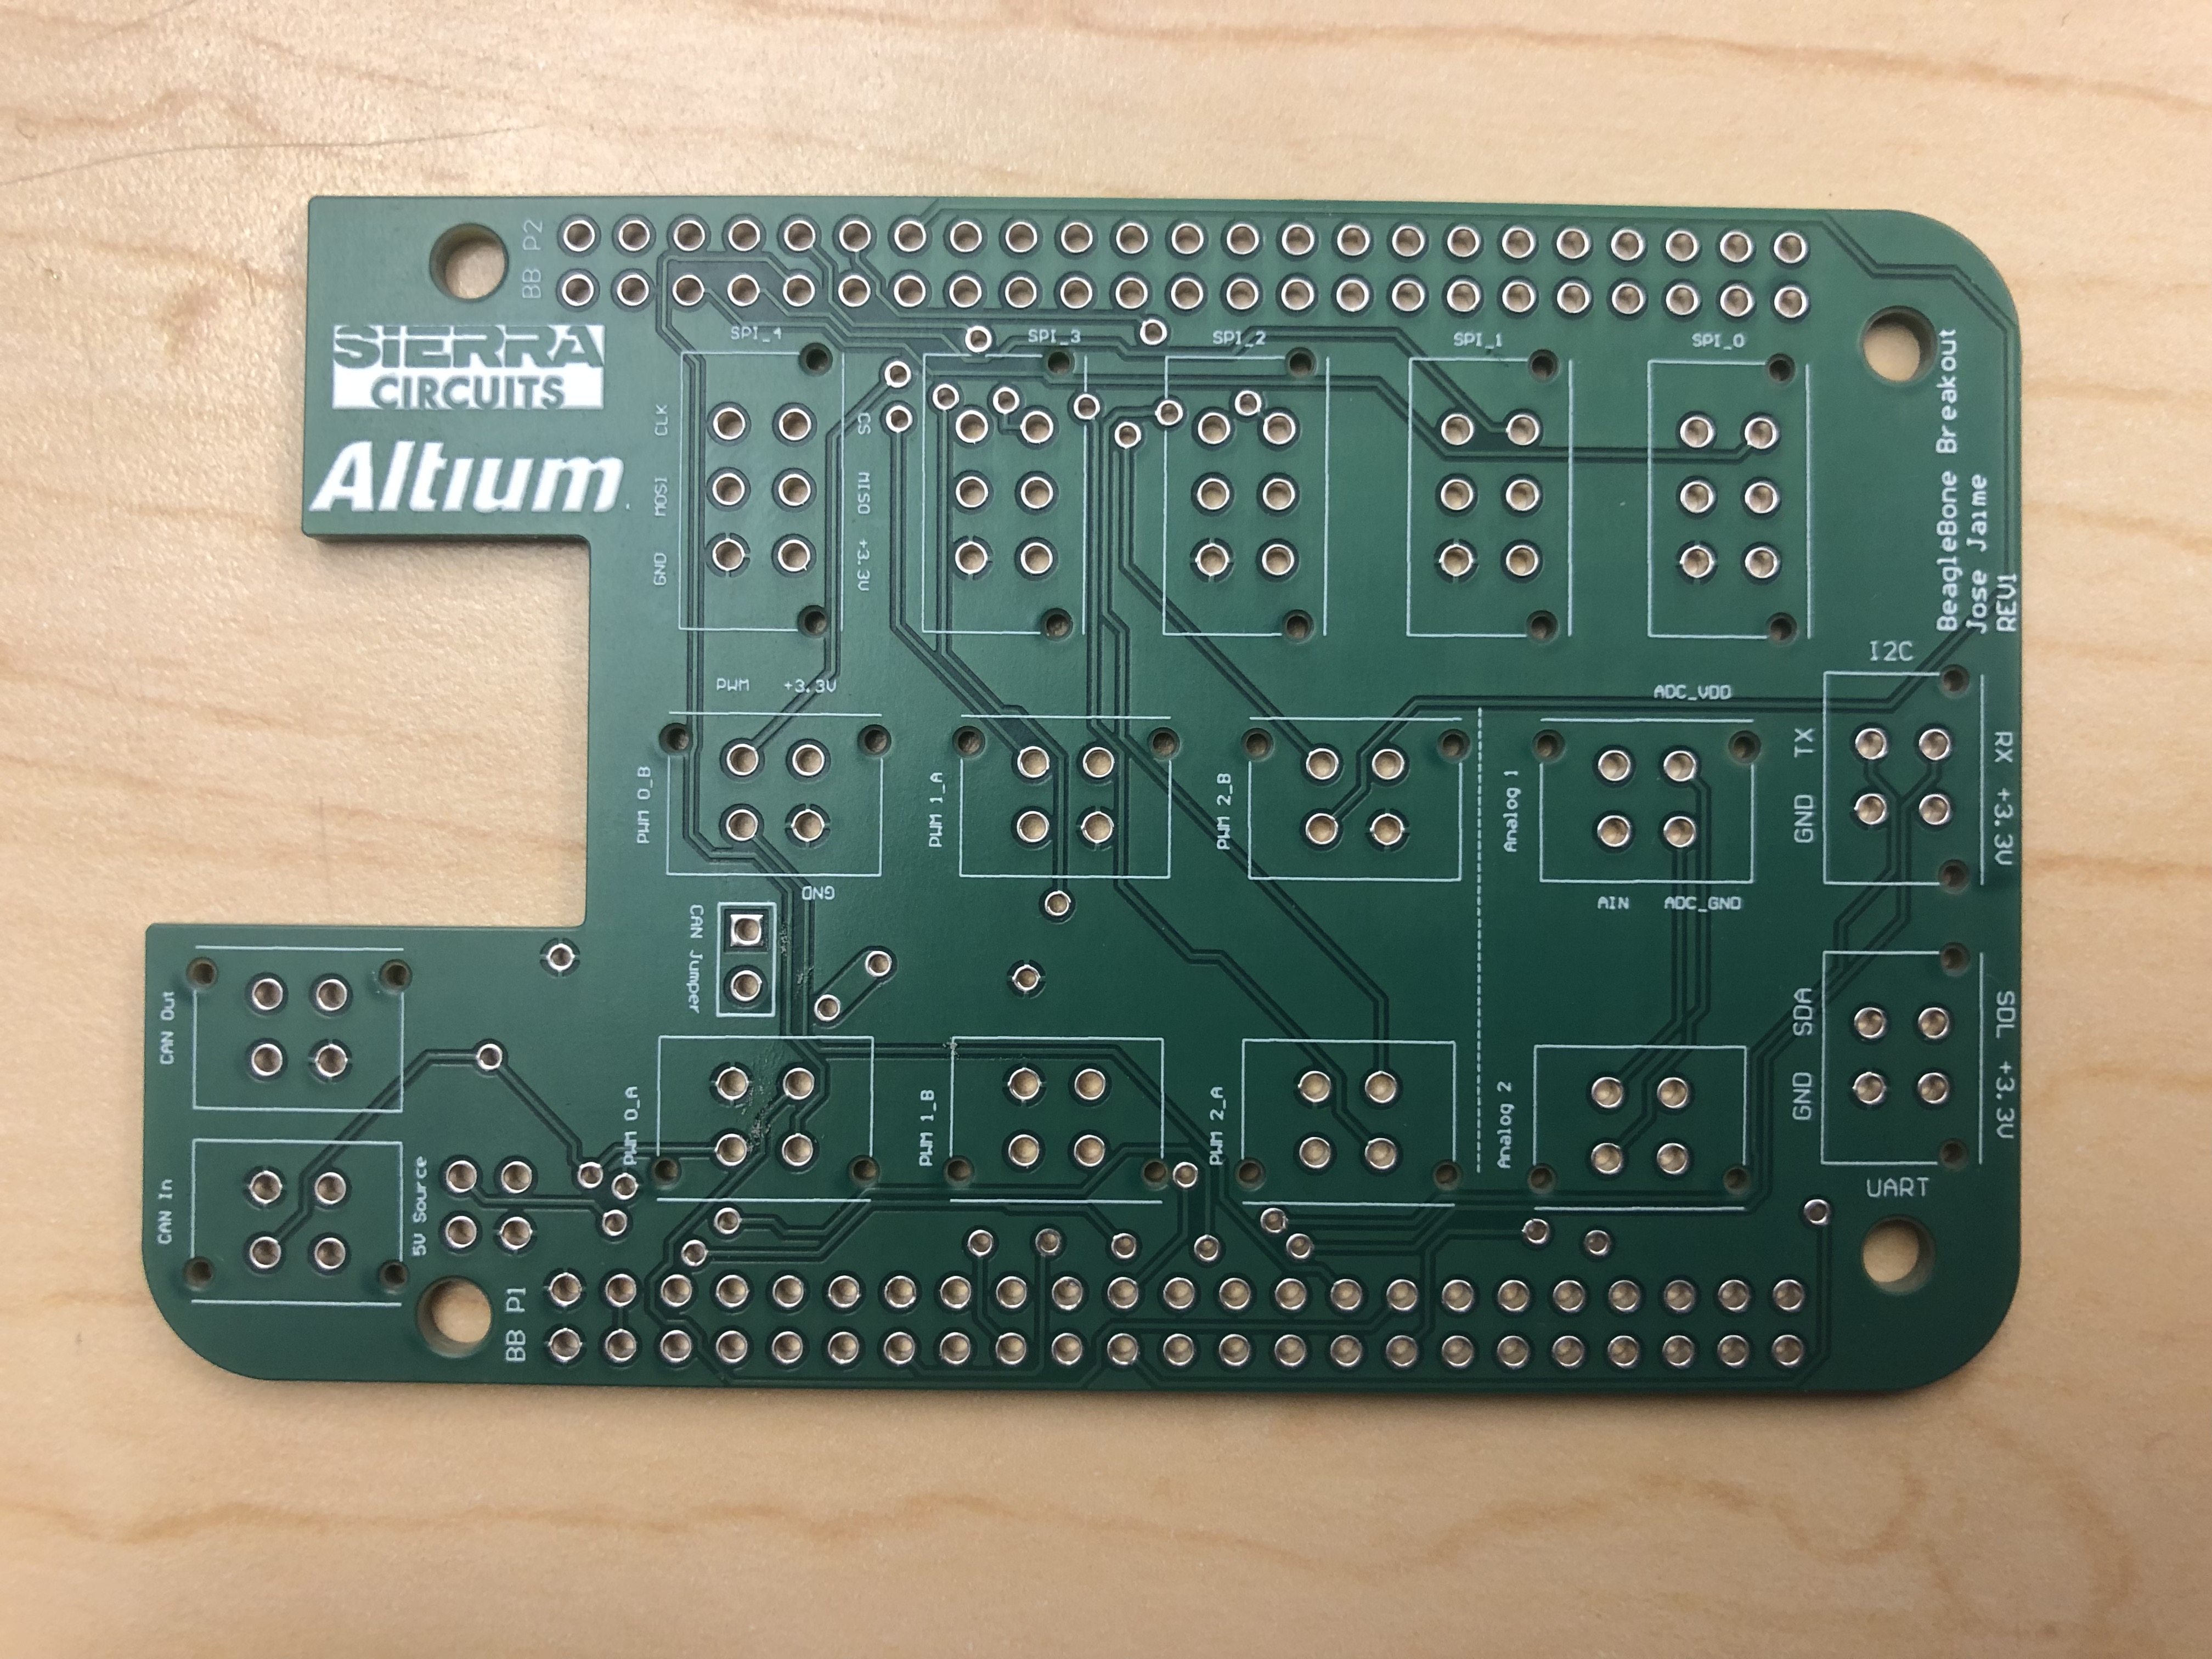 CAN In
CAN Out
SIERRA
CIRCUITS
Altium
5V Source
BB P1
BB P2
PWM 0_A
PWM 0_B
CAN Jumper
GND MOSI CLK
PWM
+3.3V
GND
SPI_4
+3.3V MISO CS
PWM 1_B
PWM 1_A
SPI_3
PWM 2_A
PWM 2_B
SPI_2
SPI_1
Analog 2
Analog 1
AIN
ADC_GND
ADC_VDD
SPI_0
GND SDA
GND TX
UART
I2C
SDL +3.3V
RX +3.3V
BeagleBone Breakout
Jose Jaime
REV1